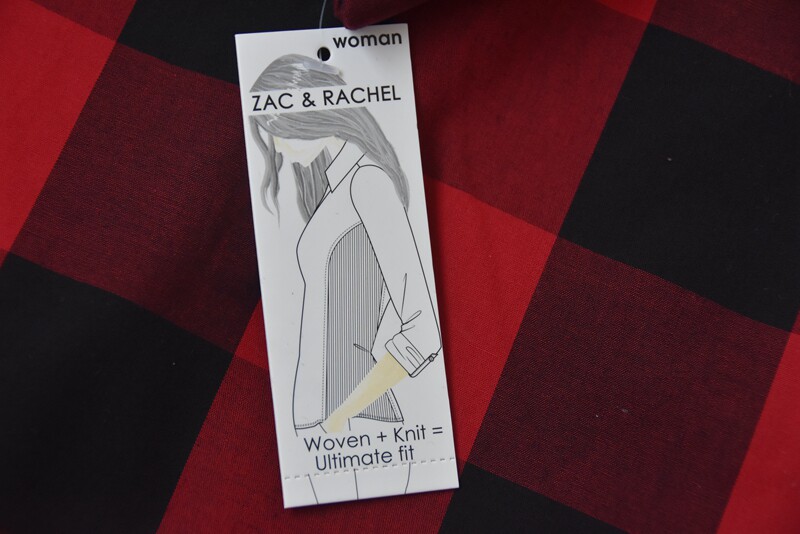 woman
ZAC & RACHEL
Woven + Knit =
Ultimate fit